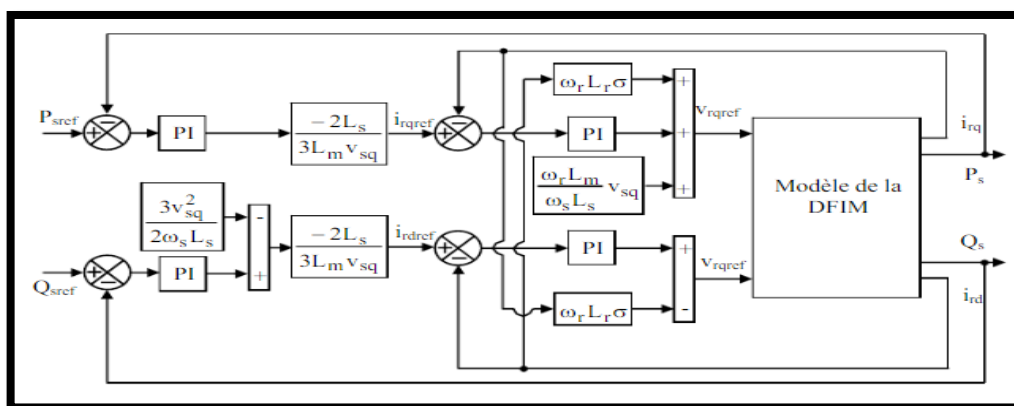 ω_r L_r σ
P_sref
+
−
PI
−2L_s
3L_m v_sq
i_rqref
+
−
PI
+
+
+
v_rqref
i_rq
P_s
ω_r L_m
ω_s L_s
v_sq
Modèle de la
DFIM
3v_sq^2
2ω_s L_s
-
+
−2L_s
3L_m v_sq
i_rdref
+
−
PI
+
-
v_rqref
Q_s
i_rd
Q_sref
+
−
PI
ω_r L_r σ